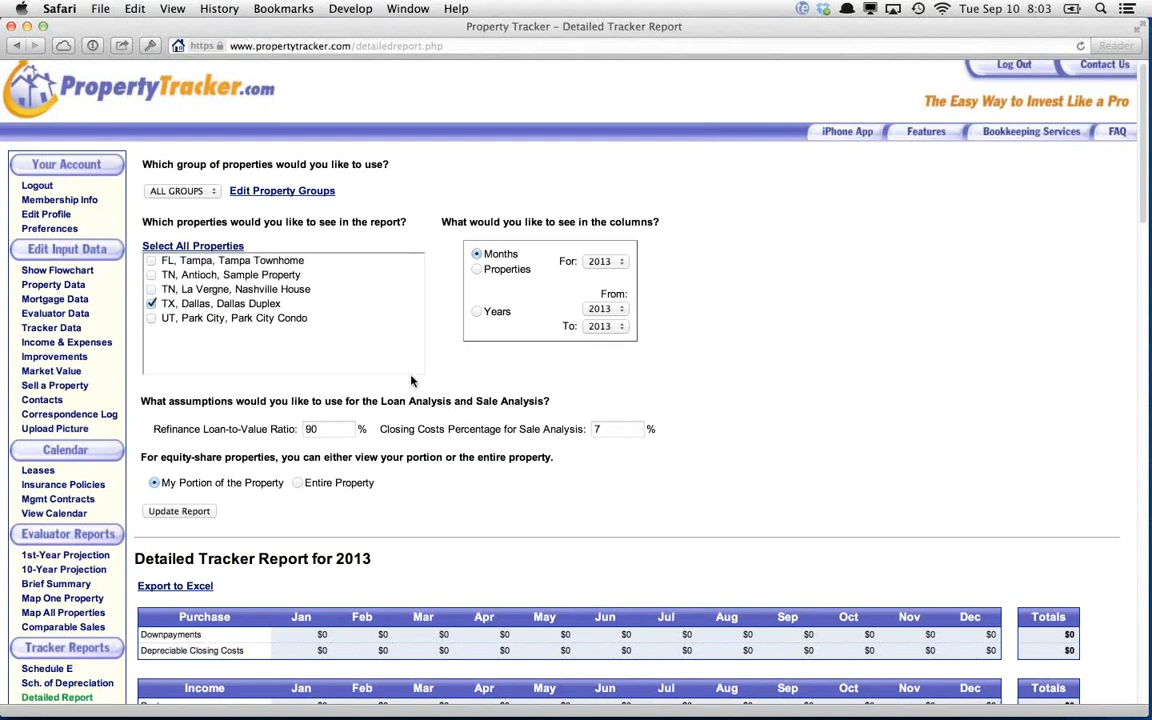 Safari File Edit View History Bookmarks Develop Window Help Tue Sep 10 8:03
Property Tracker – Detailed Tracker Report
https www.propertytracker.com/detailedreport.php Reader
PropertyTracker.com
Log Out Contact Us
The Easy Way to Invest Like a Pro
iPhone App Features Bookkeeping Services FAQ
Your Account
Logout
Membership Info
Edit Profile
Preferences
Edit Input Data
Show Flowchart
Property Data
Mortgage Data
Evaluator Data
Tracker Data
Income & Expenses
Improvements
Market Value
Sell a Property
Contacts
Correspondence Log
Upload Picture
Calendar
Leases
Insurance Policies
Mgmt Contracts
View Calendar
Evaluator Reports
1st-Year Projection
10-Year Projection
Brief Summary
Map One Property
Map All Properties
Comparable Sales
Tracker Reports
Schedule E
Sch. of Depreciation
Detailed Report
Which group of properties would you like to use?
ALL GROUPS Edit Property Groups
Which properties would you like to see in the report?
Select All Properties
FL, Tampa, Tampa Townhome
TN, Antioch, Sample Property
TN, La Vergne, Nashville House
TX, Dallas, Dallas Duplex
UT, Park City, Park City Condo
What would you like to see in the columns?
Months For: 2013
Properties
From:
Years 2013
To: 2013
What assumptions would you like to use for the Loan Analysis and Sale Analysis?
Refinance Loan-to-Value Ratio: 90 % Closing Costs Percentage for Sale Analysis: 7 %
For equity-share properties, you can either view your portion or the entire property.
My Portion of the Property Entire Property
Update Report
Detailed Tracker Report for 2013
Export to Excel
Purchase Jan Feb Mar Apr May Jun Jul Aug Sep Oct Nov Dec Totals
Downpayments $0 $0 $0 $0 $0 $0 $0 $0 $0 $0 $0 $0 $0
Depreciable Closing Costs $0 $0 $0 $0 $0 $0 $0 $0 $0 $0 $0 $0 $0
Income Jan Feb Mar Apr May Jun Jul Aug Sep Oct Nov Dec Totals